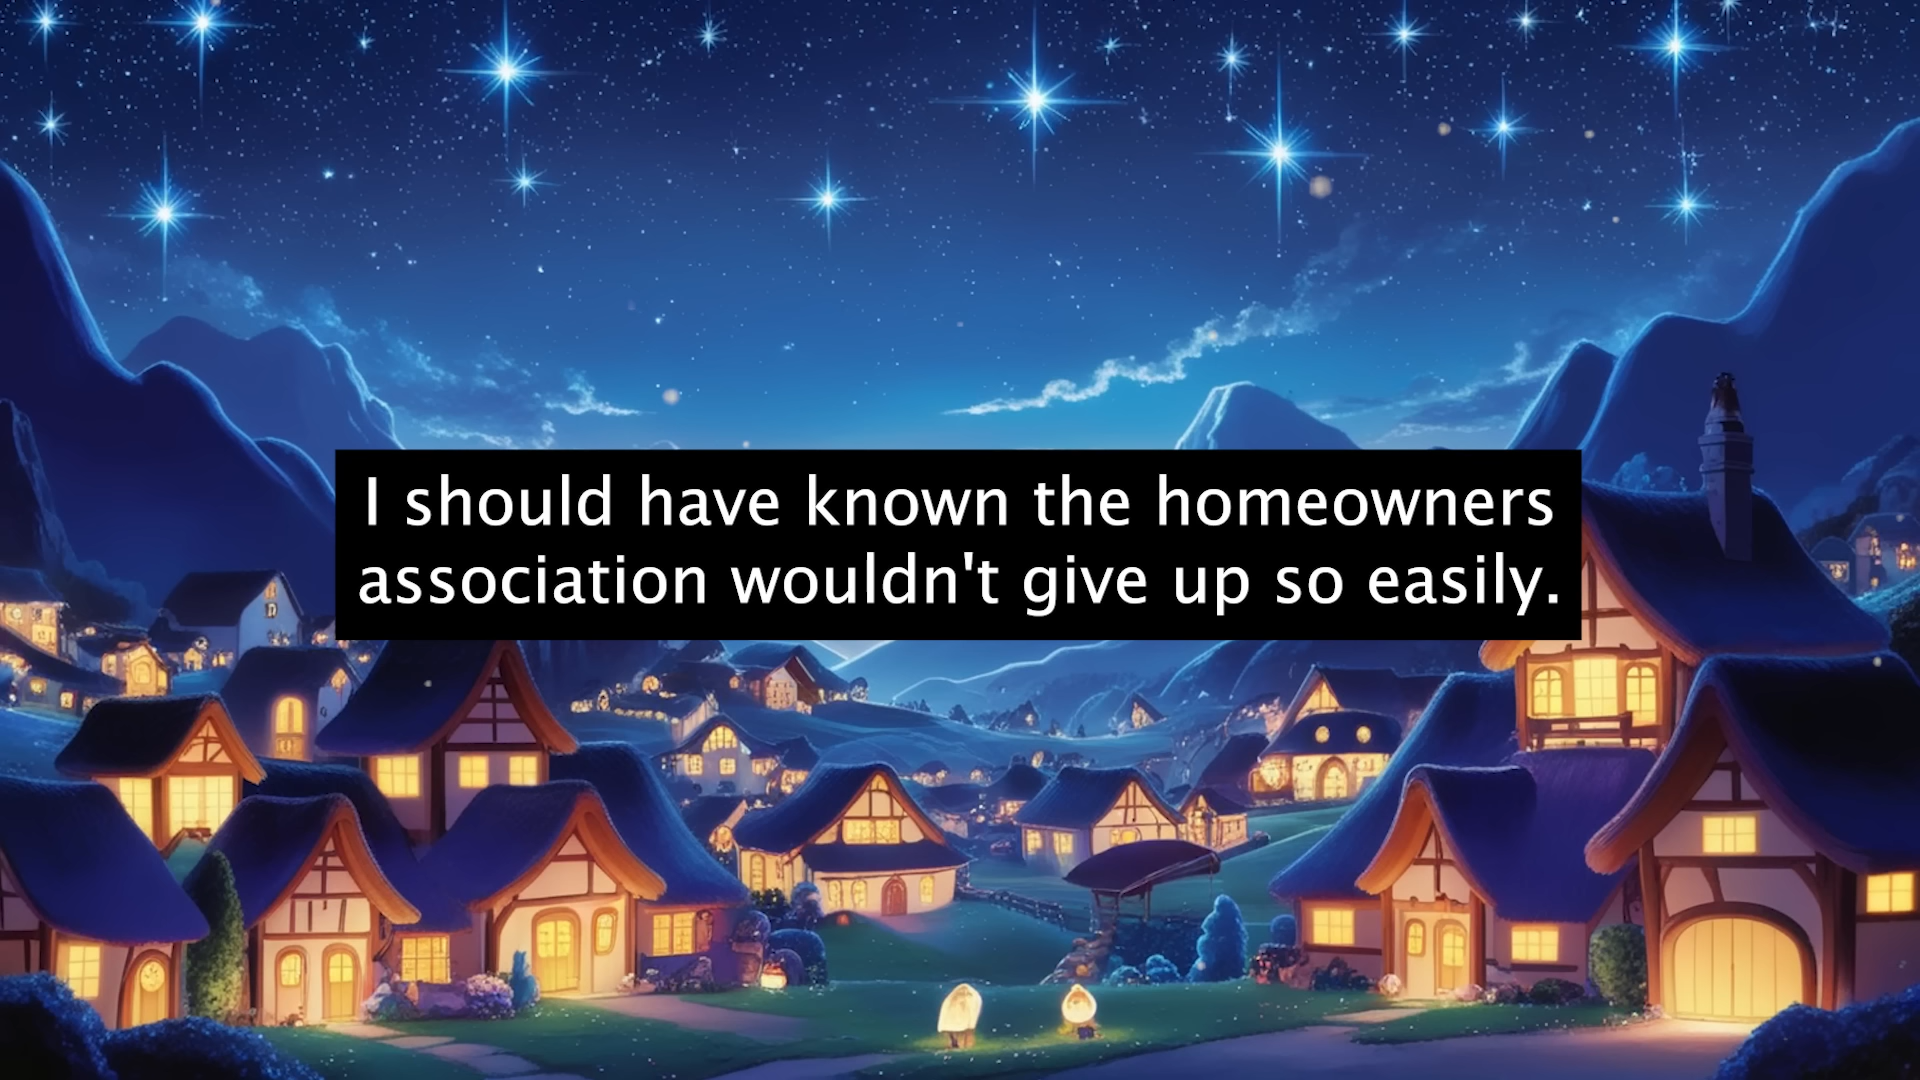 I should have known the homeowners
association wouldn't give up so easily.